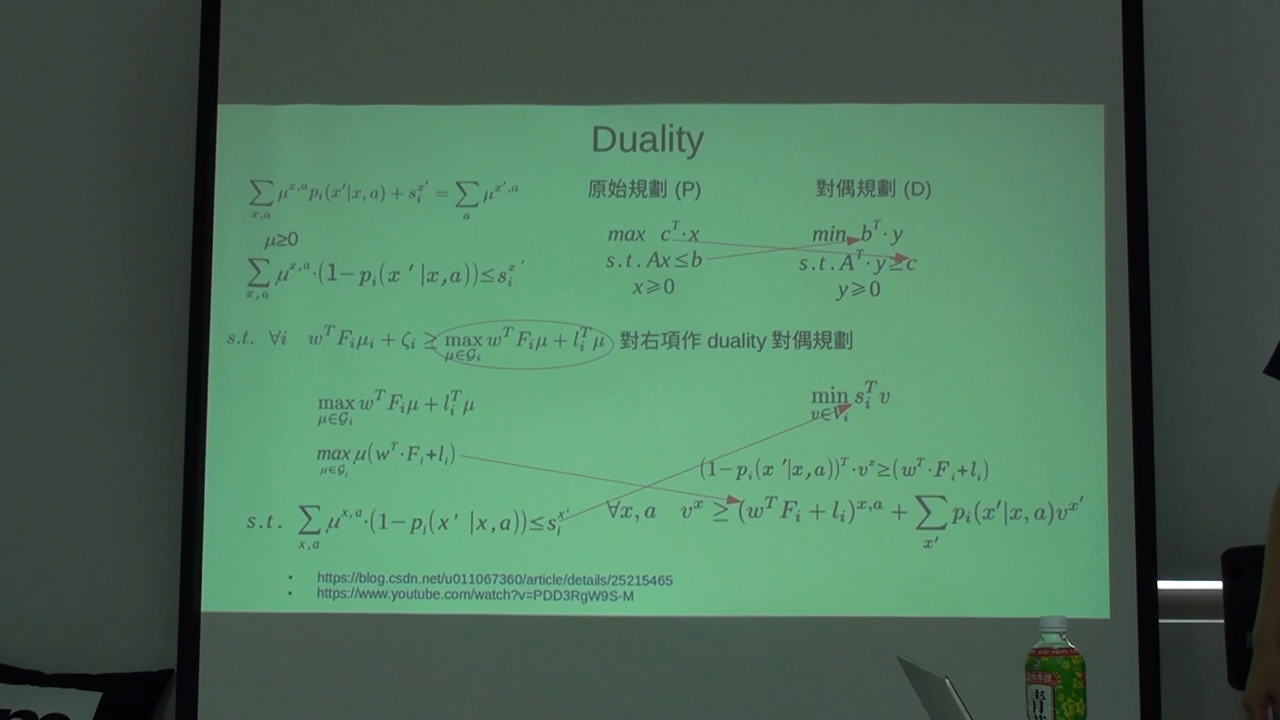 Duality
∑_{x,a} μ^{x,a} p_i(x'|x,a) + s_i^{x'} = ∑_a μ^{x',a}
μ≥0
∑_{x,a} μ^{x,a}·(1−p_i(x'|x,a))≤s_i^{x'}
原始規劃 (P)
max c^T·x
s.t. Ax≤b
x⩾0
對偶規劃 (D)
min b^T·y
s.t. A^T·y≥c
y⩾0
s.t. ∀i w^T F_i μ_i + ζ_i ≥ max_{μ∈𝒢_i} w^T F_i μ + l_i^T μ 對右項作 duality 對偶規劃
max_{μ∈𝒢_i} w^T F_i μ + l_i^T μ
max_{μ∈𝒢_i} μ(w^T·F_i+l_i)
s.t. ∑_{x,a} μ^{x,a}·(1−p_i(x'|x,a))≤s_i^{x'}
min_{v∈𝒱_i} s_i^T v
(1−p_i(x'|x,a))^T·v^x≥(w^T·F_i+l_i)
∀x,a v^x ≥ (w^T F_i + l_i)^{x,a} + ∑_{x'} p_i(x'|x,a)v^{x'}
• https://blog.csdn.net/u011067360/article/details/25215465
• https://www.youtube.com/watch?v=PDD3RgW9S-M